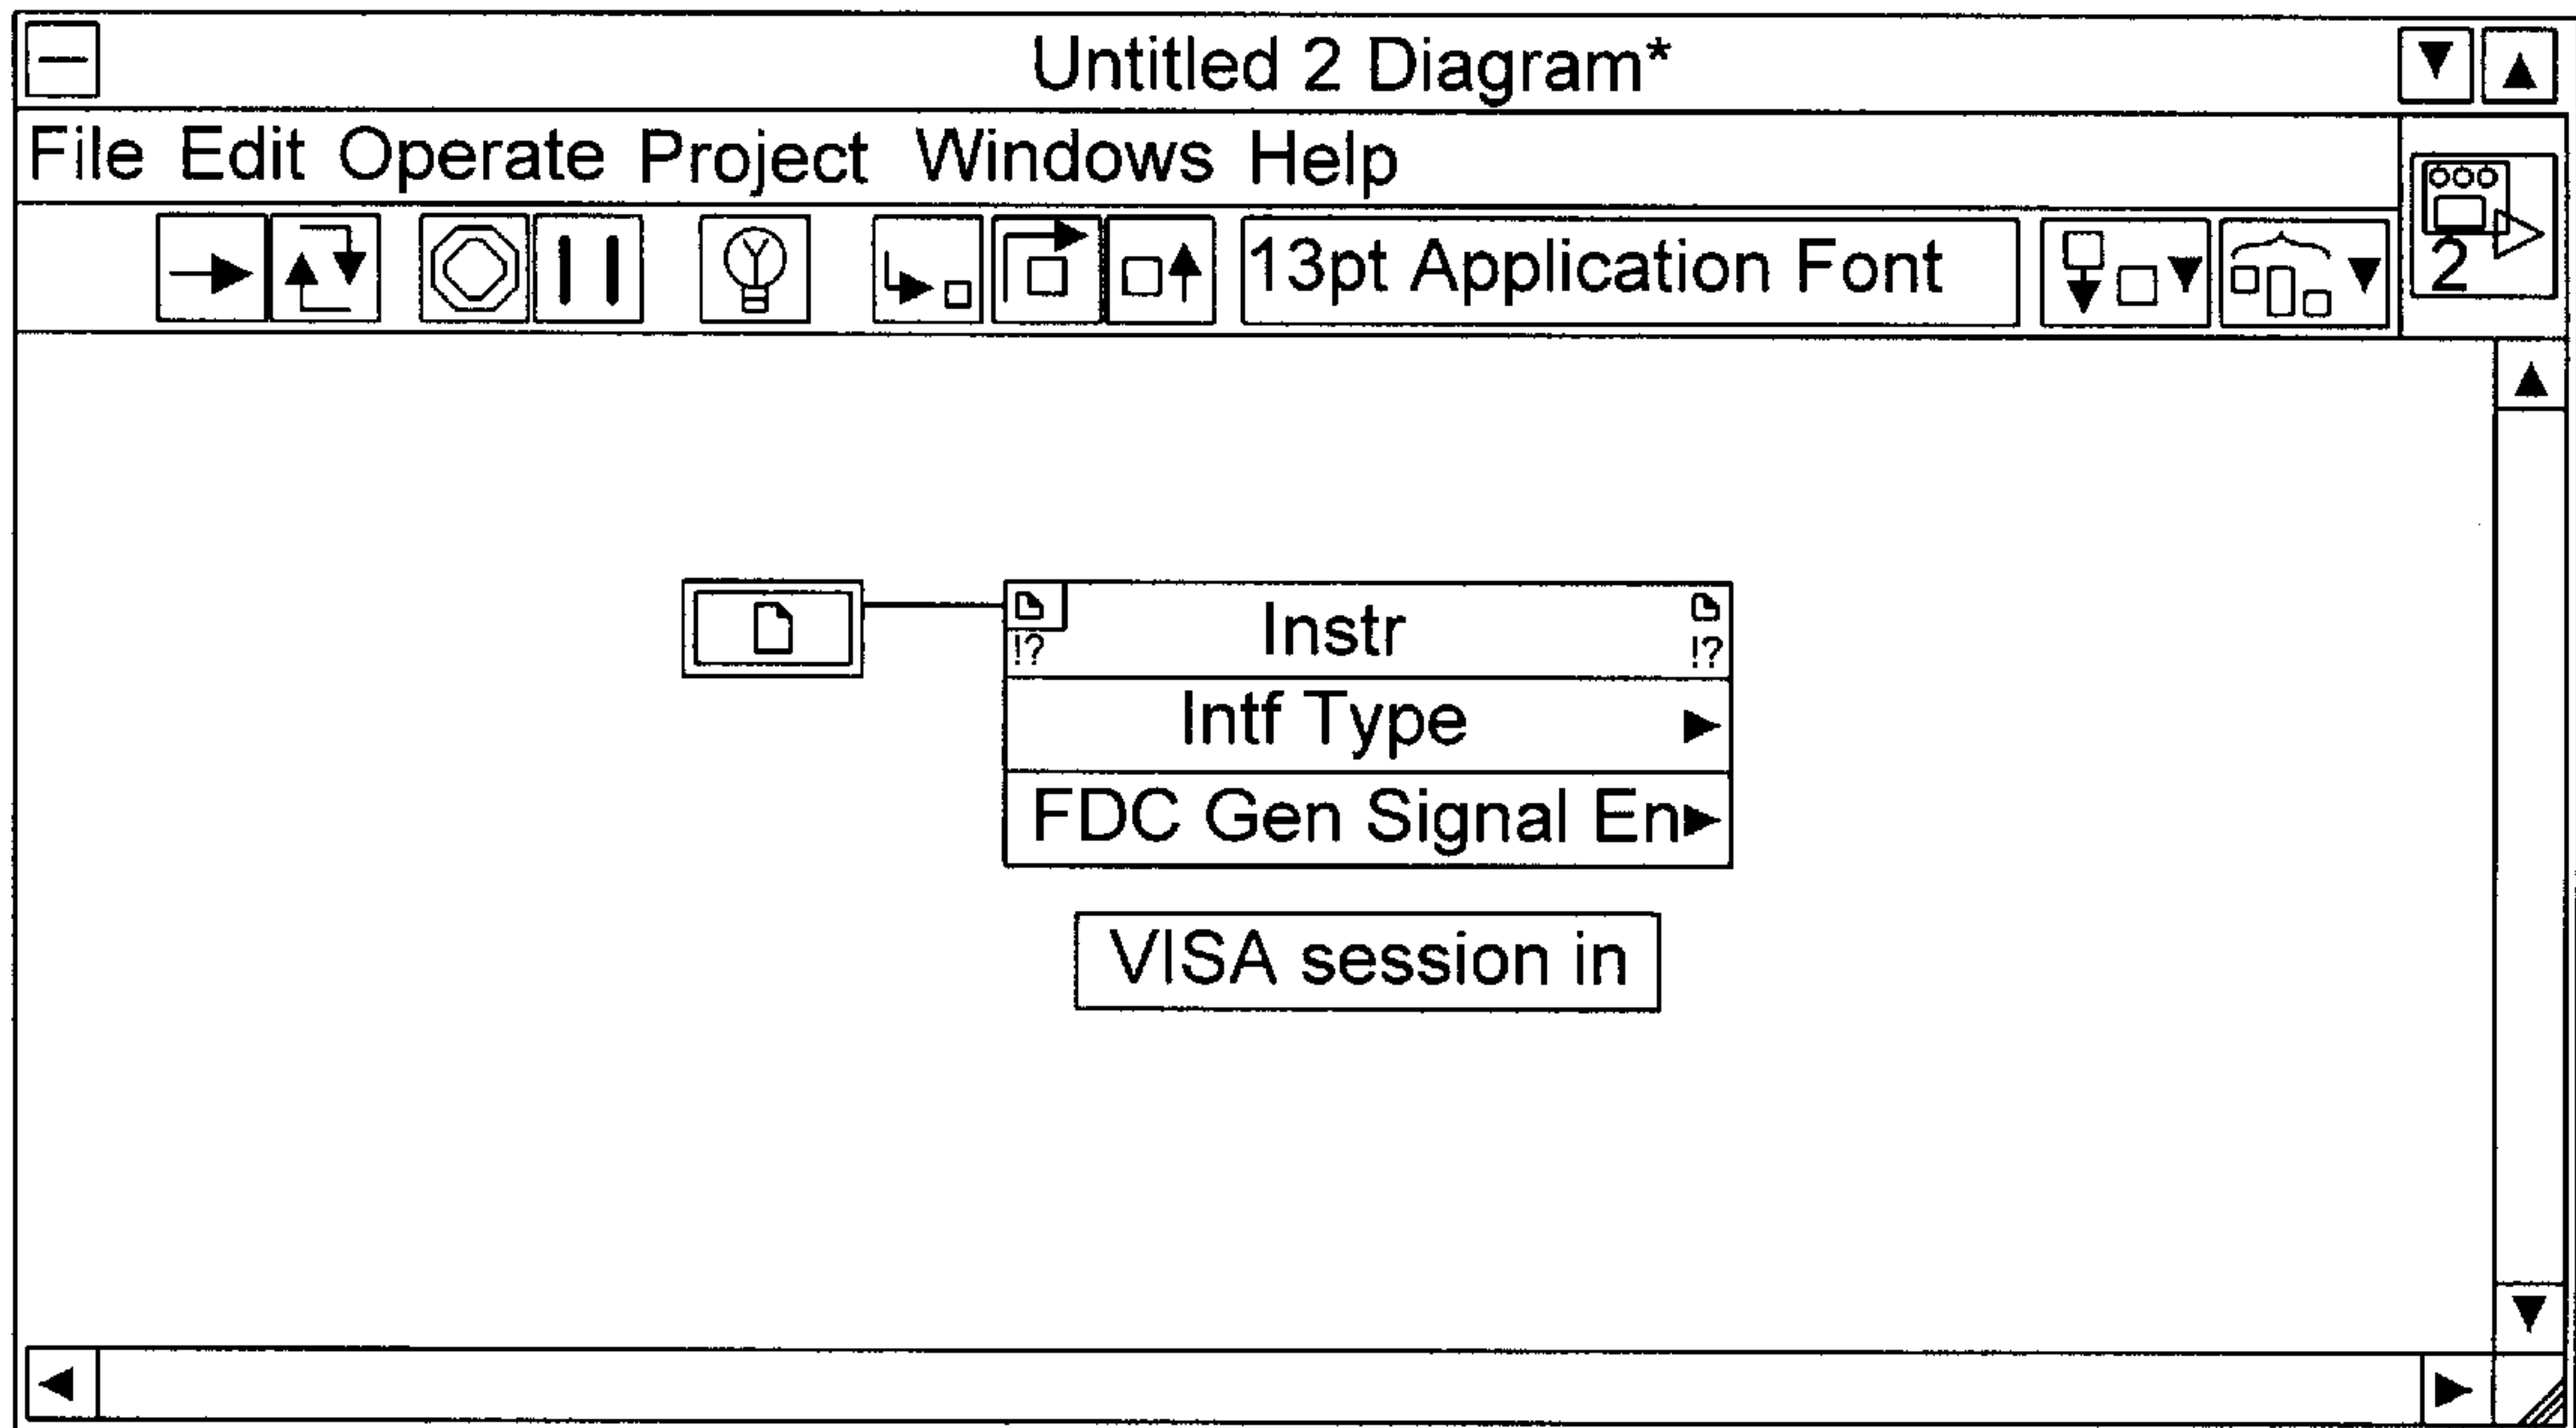 Untitled 2 Diagram*
File Edit Operate Project Windows Help
13pt Application Font
2
Instr
!?
!?
Intf Type
FDC Gen Signal En
VISA session in